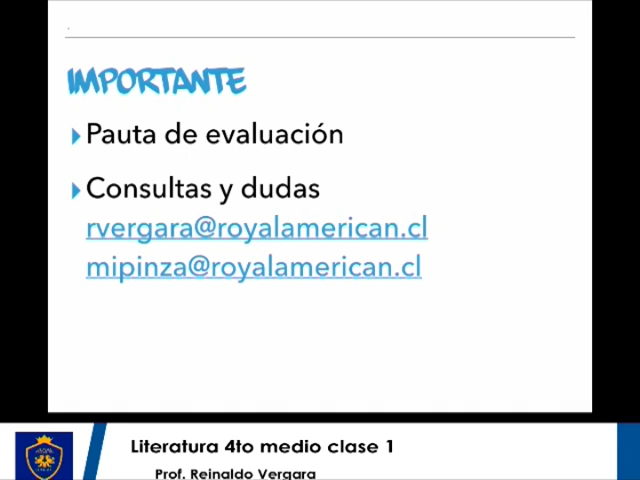 IMPORTANTE
Pauta de evaluación
Consultas y dudas
rvergara@royalamerican.cl
mipinza@royalamerican.cl
Literatura 4to medio clase 1
Prof. Reinaldo Vergara